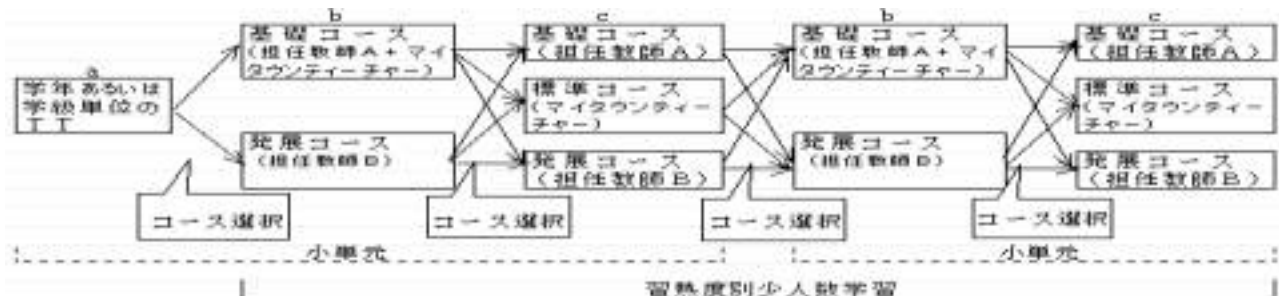 a
学年あるいは
学級単位の
TT
b
基礎コース
(担任教師A+マイ
タウンティーチャー)
発展コース
(担任教師B)
c
基礎コース
(担任教師A)
標準コース
(マイタウンティー
チャー)
発展コース
(担任教師B)
b
基礎コース
(担任教師A+マイ
タウンティーチャー)
発展コース
(担任教師B)
c
基礎コース
(担任教師A)
標準コース
(マイタウンティー
チャー)
発展コース
(担任教師B)
コース選択
コース選択
コース選択
コース選択
小単元
小単元
習熟度別少人数学習